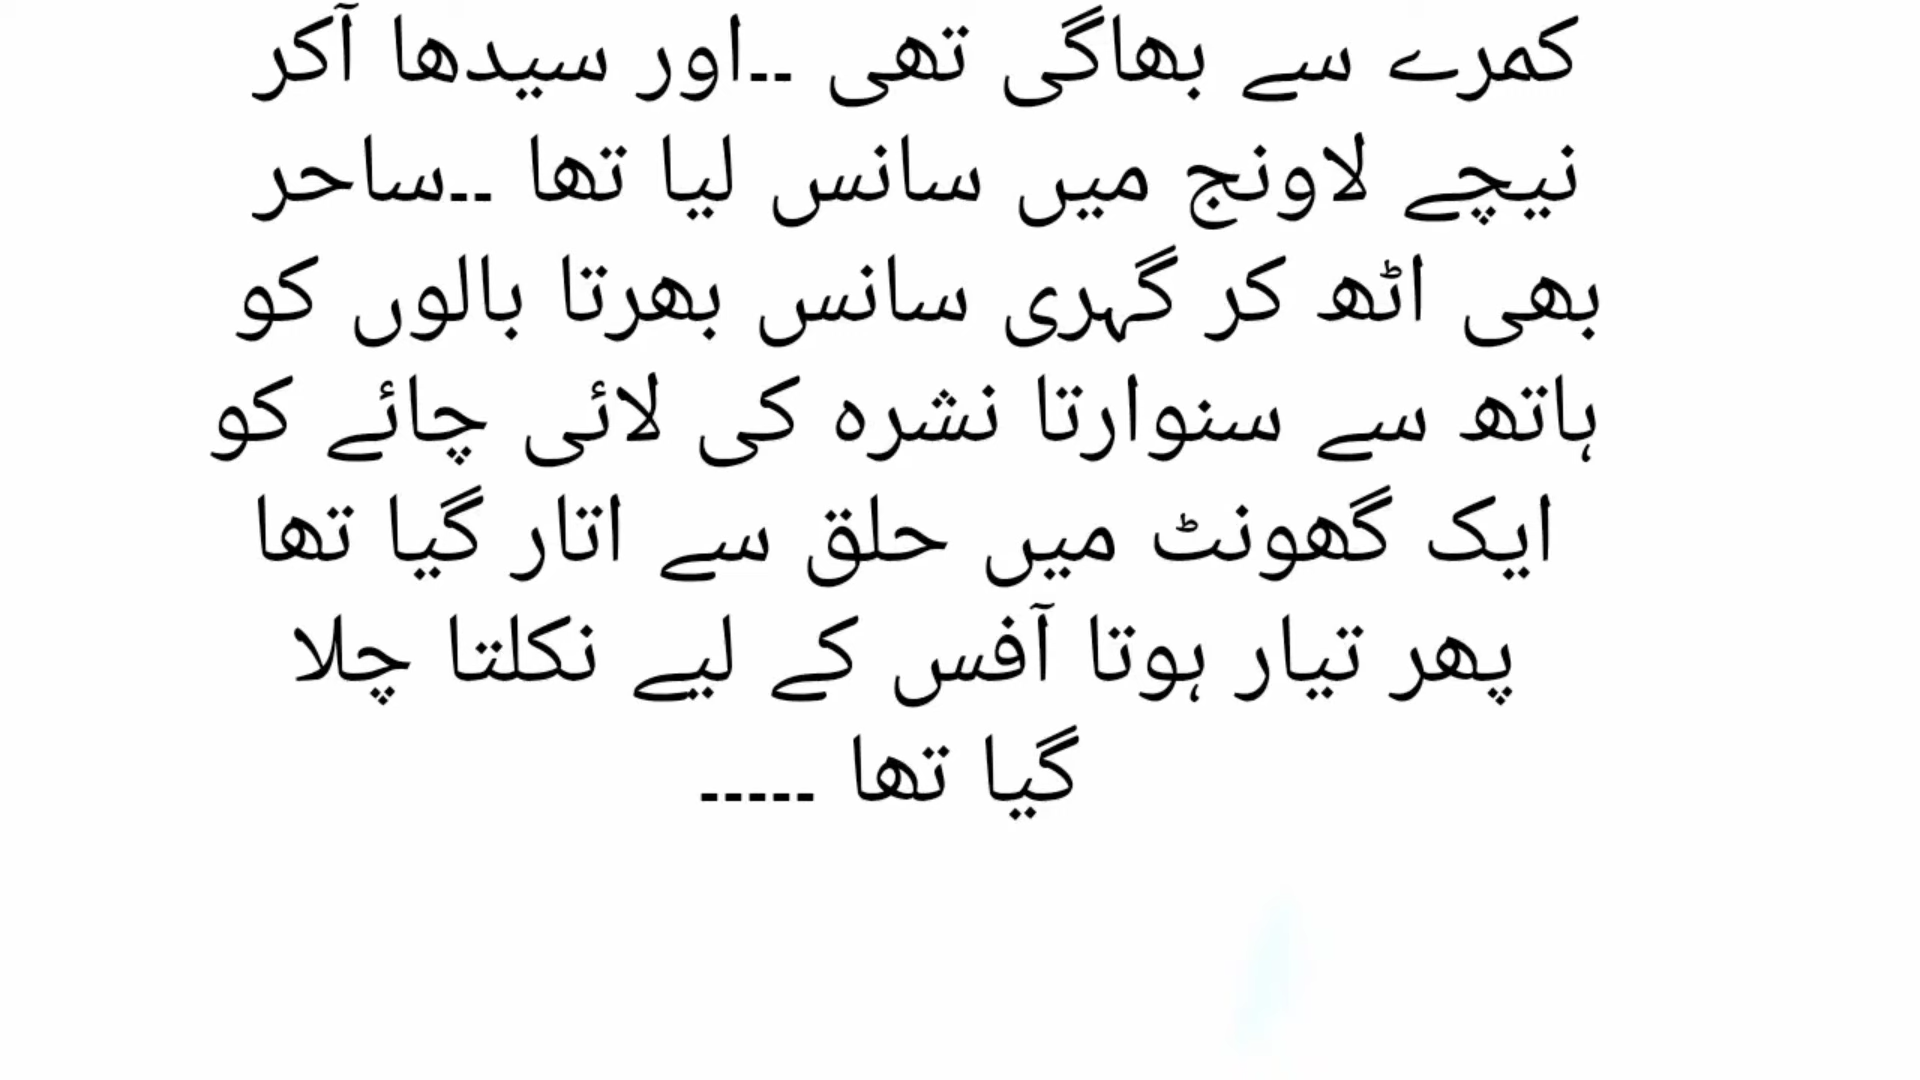 کمرے سے بھاگی تھی ۔۔اور سیدھا آکر
نیچے لاونج میں سانس لیا تھا ۔۔ساحر
بھی اٹھ کر گہری سانس بھرتا بالوں کو
ہاتھ سے سنوارتا نشرہ کی لائی چائے کو
ایک گھونٹ میں حلق سے اتار گیا تھا
پھر تیار ہوتا آفس کے لیے نکلتا چلا
گیا تھا ۔۔۔۔۔